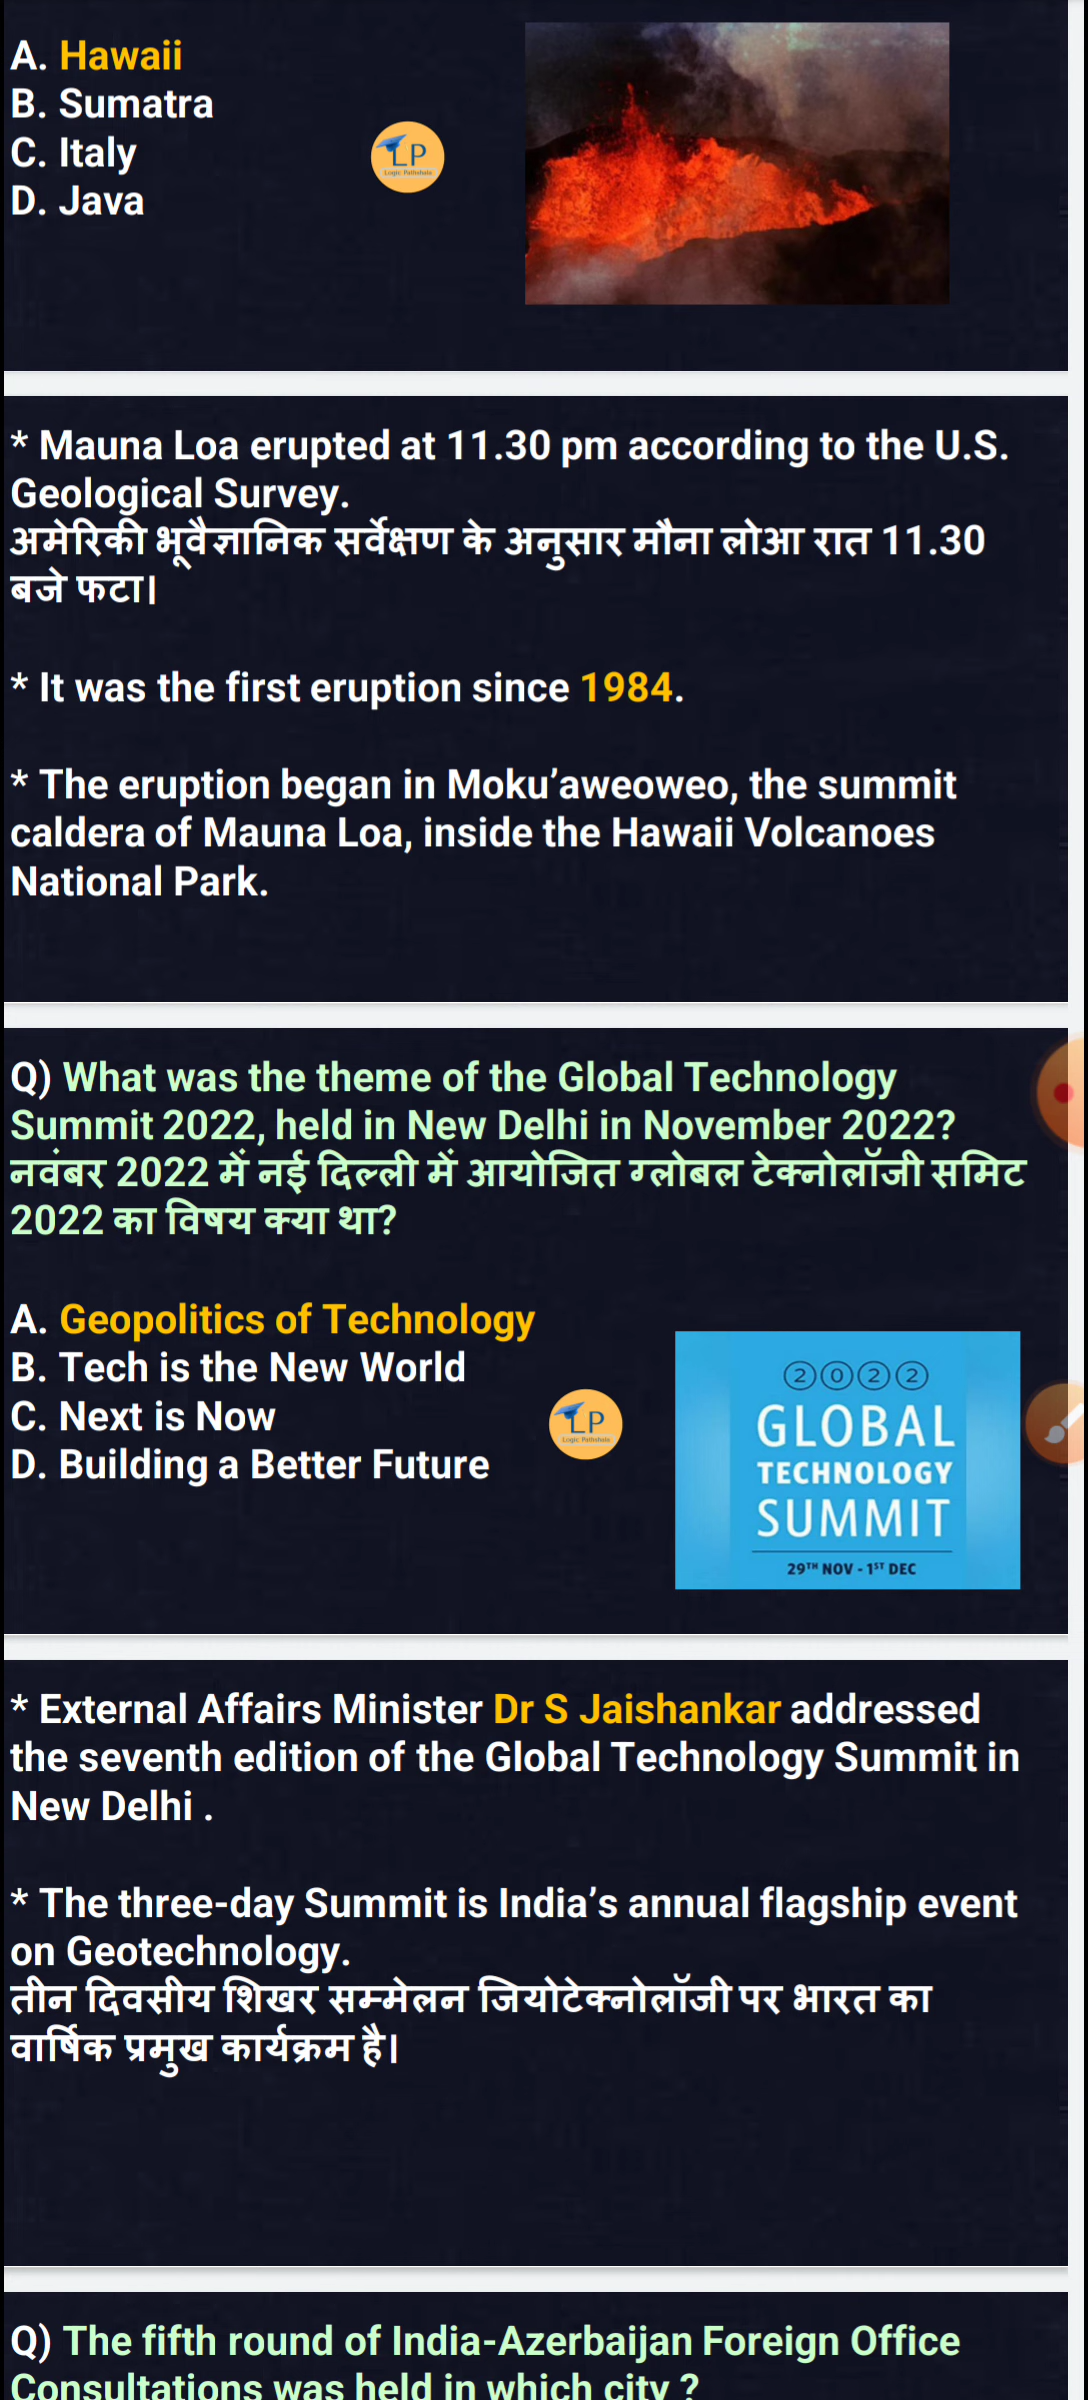 A. Hawaii
B. Sumatra
C. Italy
D. Java
LP
Logic Pathshala
* Mauna Loa erupted at 11.30 pm according to the U.S.
Geological Survey.
अमेरिकी भूवैज्ञानिक सर्वेक्षण के अनुसार मौना लोआ रात 11.30
बजे फटा।
* It was the first eruption since 1984.
* The eruption began in Moku’aweoweo, the summit
caldera of Mauna Loa, inside the Hawaii Volcanoes
National Park.
Q) What was the theme of the Global Technology
Summit 2022, held in New Delhi in November 2022?
नवंबर 2022 में नई दिल्ली में आयोजित ग्लोबल टेक्नोलॉजी समिट
2022 का विषय क्या था?
A. Geopolitics of Technology
B. Tech is the New World
C. Next is Now
D. Building a Better Future
LP
Logic Pathshala
2022
GLOBAL
TECHNOLOGY
SUMMIT
29TH NOV - 1ST DEC
* External Affairs Minister Dr S Jaishankar addressed
the seventh edition of the Global Technology Summit in
New Delhi .
* The three-day Summit is India’s annual flagship event
on Geotechnology.
तीन दिवसीय शिखर सम्मेलन जियोटेक्नोलॉजी पर भारत का
वार्षिक प्रमुख कार्यक्रम है।
Q) The fifth round of India-Azerbaijan Foreign Office
Consultations was held in which city ?